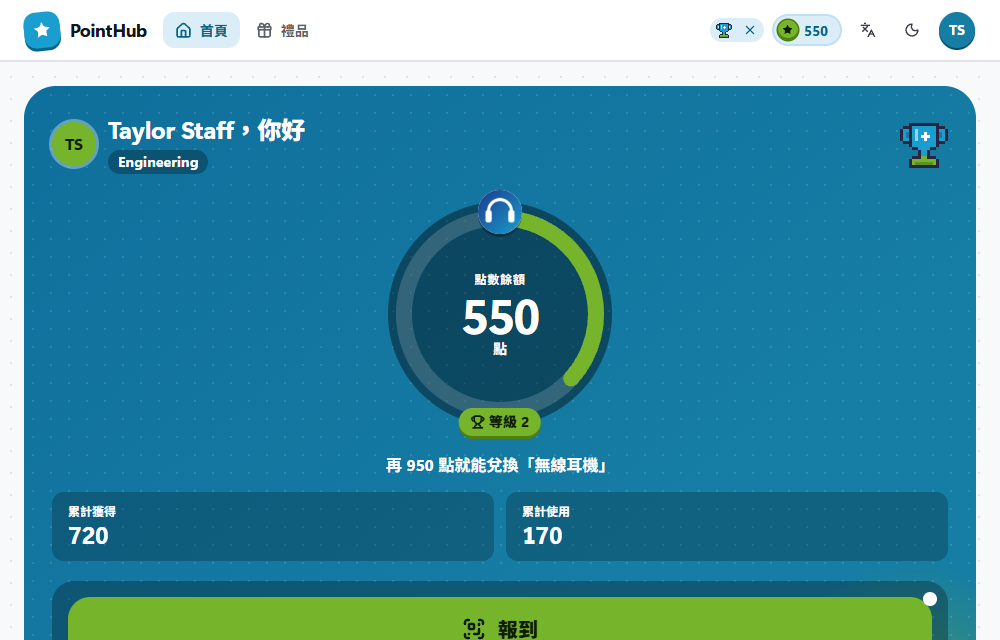 PointHub
首頁
禮品
550
TS
TS
Taylor Staff，你好
Engineering
點數餘額
550
點
等級 2
再 950 點就能兌換「無線耳機」
累計獲得
720
累計使用
170
報到